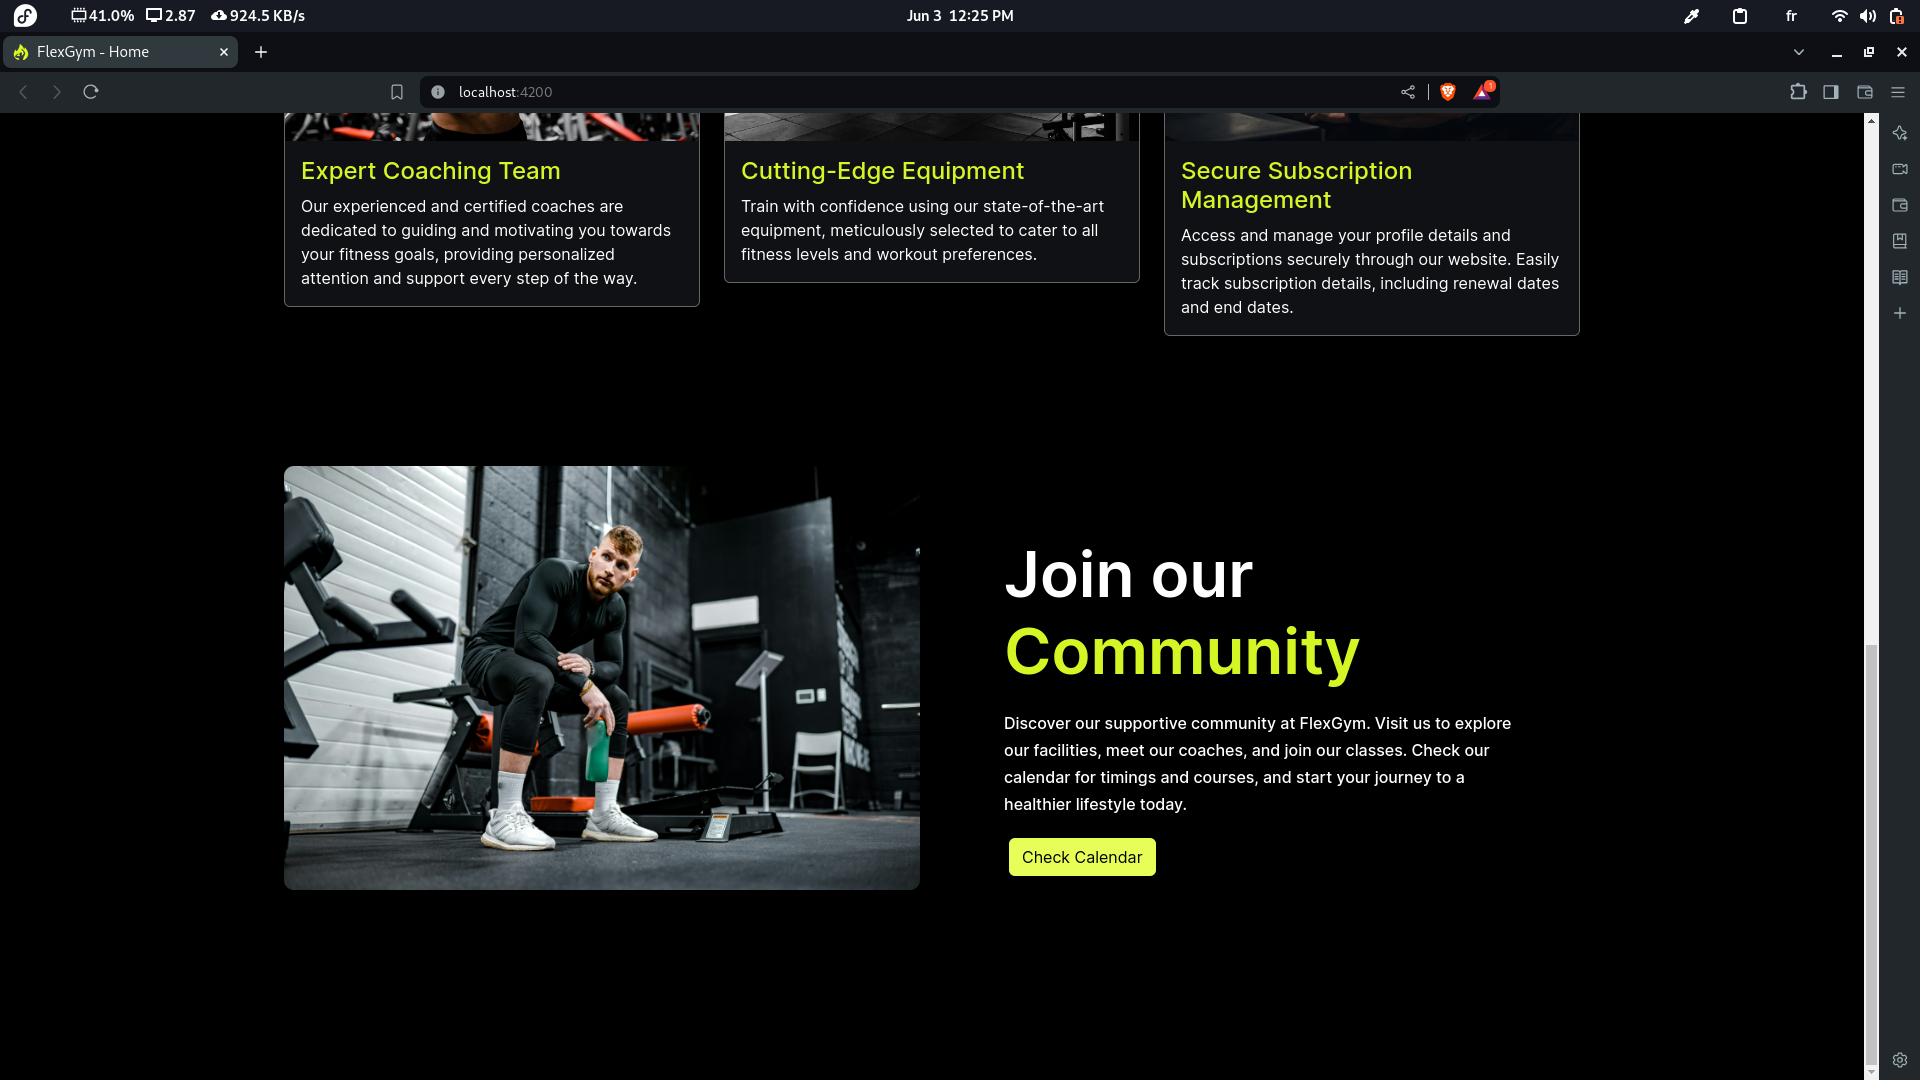 41.0% 2.87 924.5 KB/s Jun 3 12:25 PM fr
FlexGym - Home
localhost:4200
1
Expert Coaching Team
Our experienced and certified coaches are
dedicated to guiding and motivating you towards
your fitness goals, providing personalized
attention and support every step of the way.
Cutting-Edge Equipment
Train with confidence using our state-of-the-art
equipment, meticulously selected to cater to all
fitness levels and workout preferences.
Secure Subscription
Management
Access and manage your profile details and
subscriptions securely through our website. Easily
track subscription details, including renewal dates
and end dates.
Join our
Community
Discover our supportive community at FlexGym. Visit us to explore
our facilities, meet our coaches, and join our classes. Check our
calendar for timings and courses, and start your journey to a
healthier lifestyle today.
Check Calendar